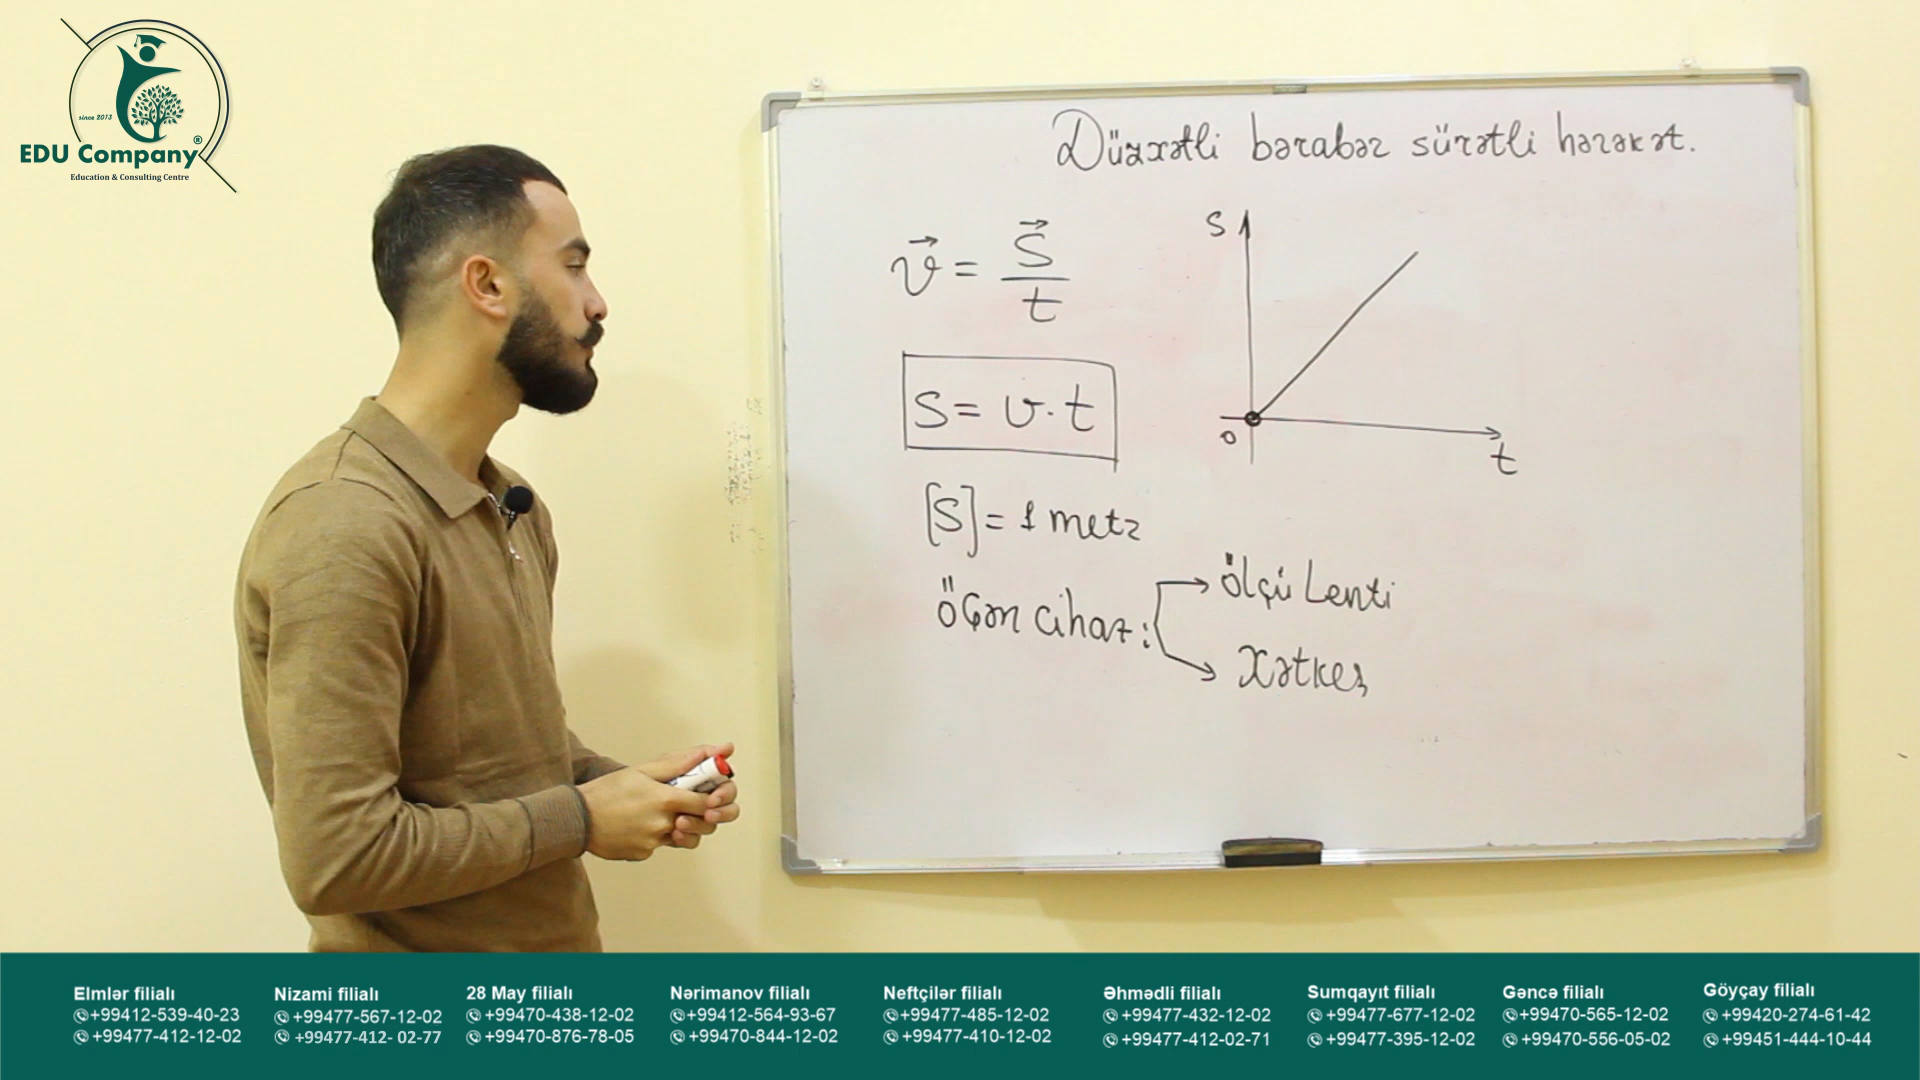 since 2013
EDU Company®
Education & Consulting Centre
Düzxətli bərabər sürətli hərəkət.
v⃗ = S⃗ / t
S = v · t
[S] = 1 metr
Öçən cihaz:
Ölçü Lenti
Xətkeş
S
0
t
Elmlər filialı
+99412-539-40-23
+99477-412-12-02
Nizami filialı
+99477-567-12-02
+99477-412- 02-77
28 May filialı
+99470-438-12-02
+99470-876-78-05
Nərimanov filialı
+99412-564-93-67
+99470-844-12-02
Neftçilər filialı
+99477-485-12-02
+99477-410-12-02
Əhmədli filialı
+99477-432-12-02
+99477-412-02-71
Sumqayıt filialı
+99477-677-12-02
+99477-395-12-02
Gəncə filialı
+99470-565-12-02
+99470-556-05-02
Göyçay filialı
+99420-274-61-42
+99451-444-10-44